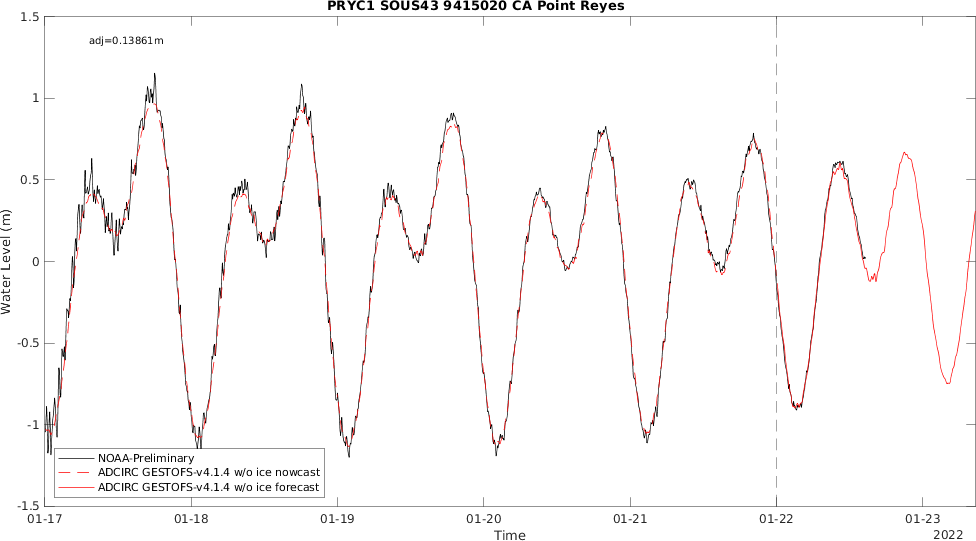 PRYC1 SOUS43 9415020 CA Point Reyes
1.5
adj=0.13861m
1
0.5
0
-0.5
-1
-1.5
Water Level (m)
NOAA-Preliminary
ADCIRC GESTOFS-v4.1.4 w/o ice nowcast
ADCIRC GESTOFS-v4.1.4 w/o ice forecast
01-17 01-18 01-19 01-20 01-21 01-22 01-23
Time
2022